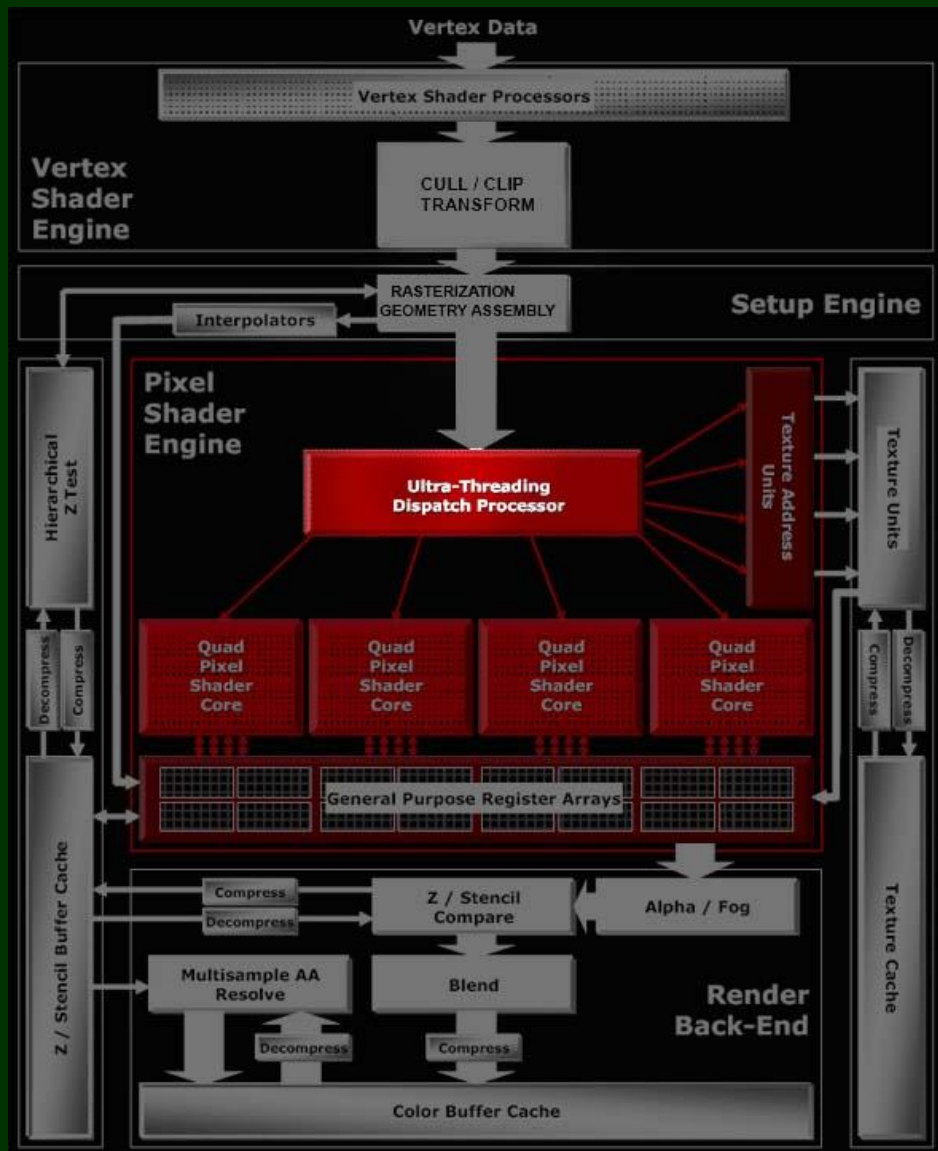 Vertex Data
Vertex Shader Processors
Vertex
Shader
Engine
CULL / CLIP
TRANSFORM
RASTERIZATION
GEOMETRY ASSEMBLY
Interpolators
Setup Engine
Pixel
Shader
Engine
Hierarchical
Z Test
Ultra-Threading
Dispatch Processor
Texture Address
Units
Texture Units
Quad
Pixel
Shader
Core
Quad
Pixel
Shader
Core
Quad
Pixel
Shader
Core
Quad
Pixel
Shader
Core
Decompress
Compress
Compress
Decompress
General Purpose Register Arrays
Z / Stencil Buffer Cache
Compress
Decompress
Z / Stencil
Compare
Alpha / Fog
Texture Cache
Multisample AA
Resolve
Blend
Render
Back-End
Decompress
Compress
Color Buffer Cache